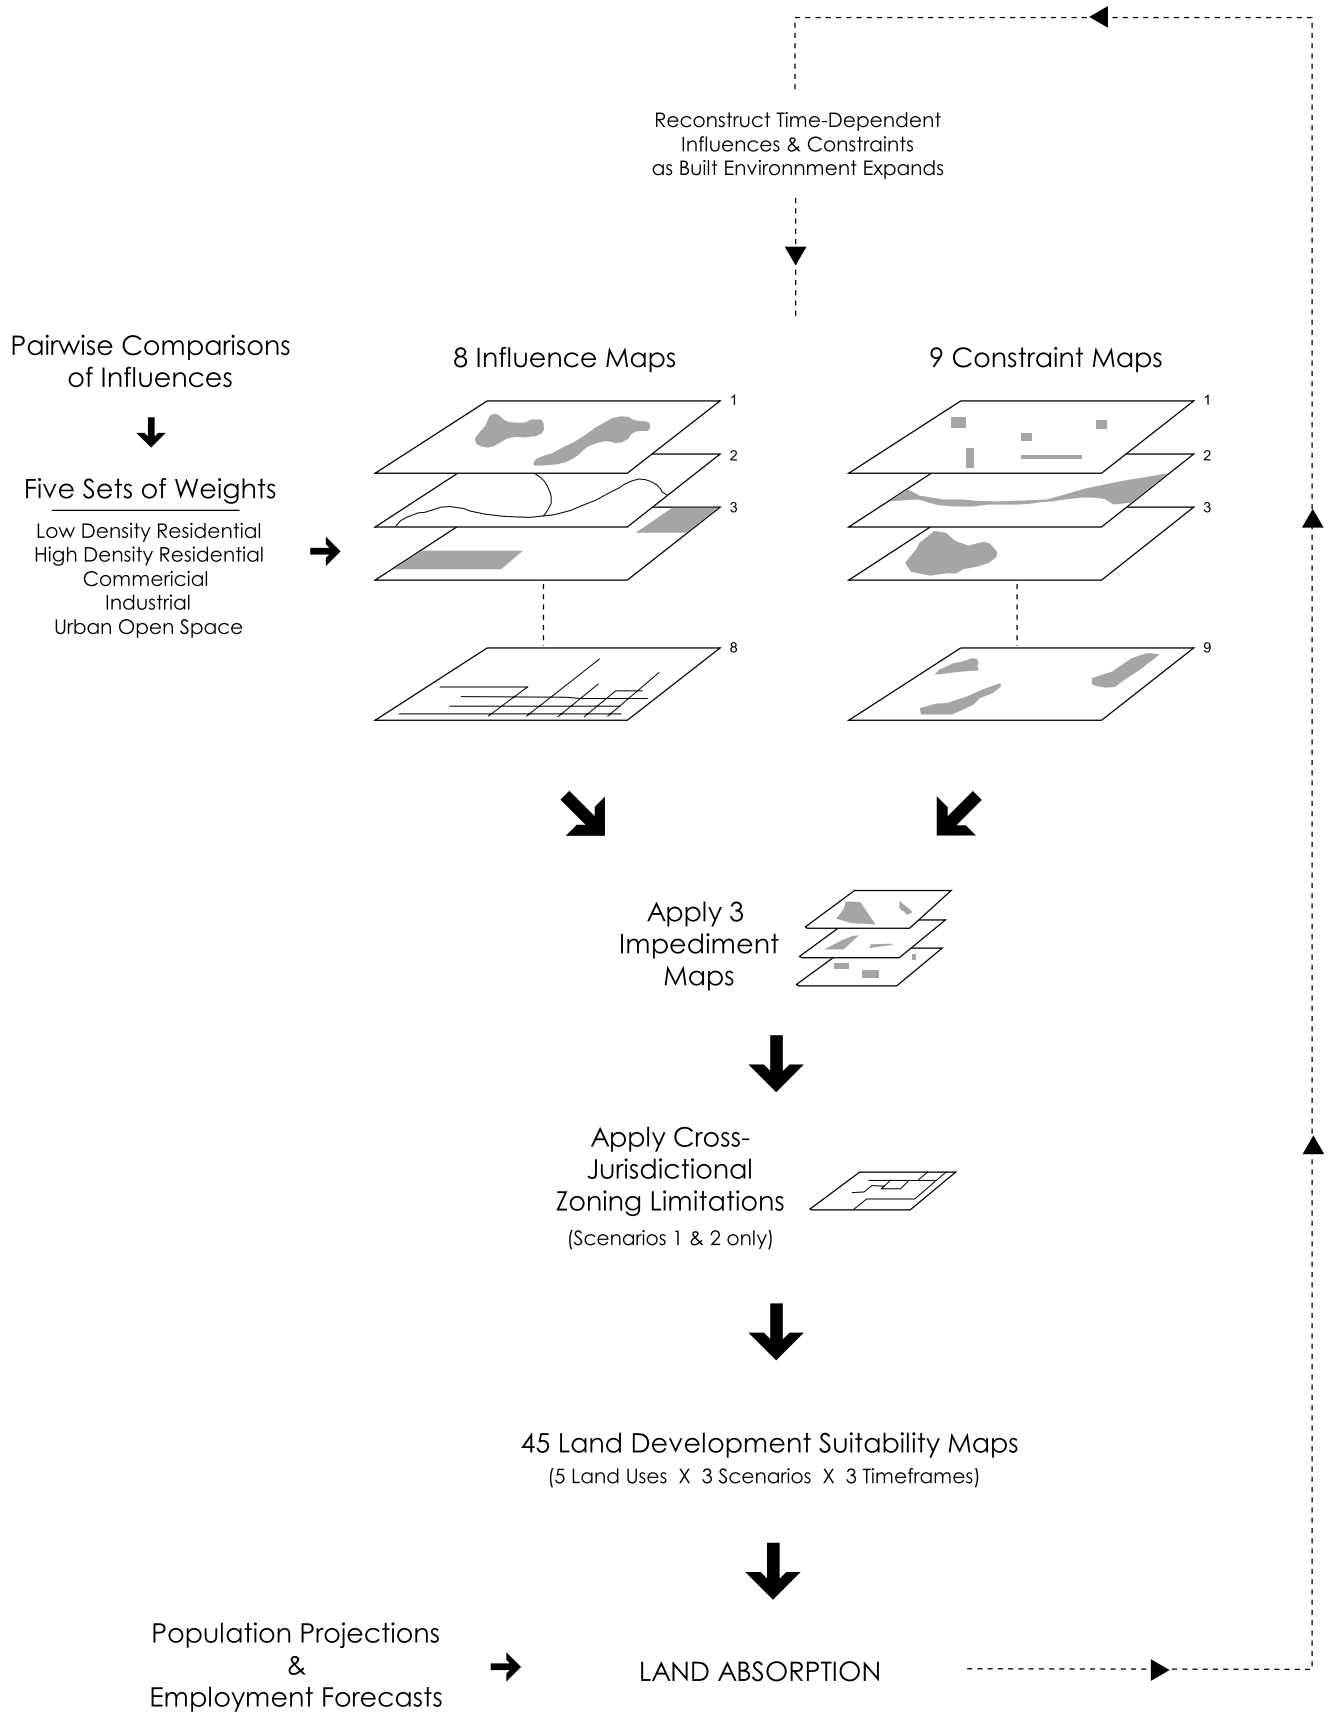 Reconstruct Time-Dependent
Influences & Constraints
as Built Environnment Expands
Pairwise Comparisons
of Influences
Five Sets of Weights
Low Density Residential
High Density Residential
Commericial
Industrial
Urban Open Space
8 Influence Maps
1
2
3
8
9 Constraint Maps
1
2
3
9
Apply 3
Impediment
Maps
Apply Cross-
Jurisdictional
Zoning Limitations
(Scenarios 1 & 2 only)
45 Land Development Suitability Maps
(5 Land Uses X 3 Scenarios X 3 Timeframes)
Population Projections
&
Employment Forecasts
LAND ABSORPTION